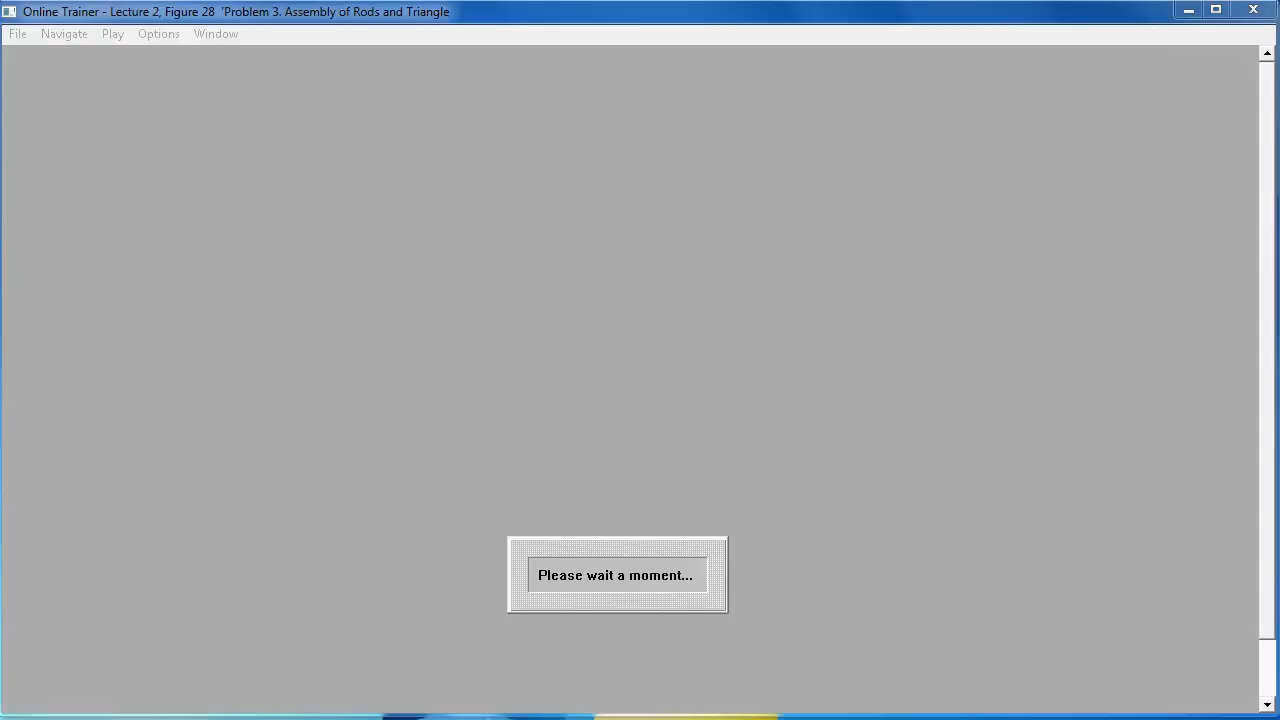 Online Trainer - Lecture 2, Figure 28 'Problem 3. Assembly of Rods and Triangle
File Navigate Play Options Window
Please wait a moment...